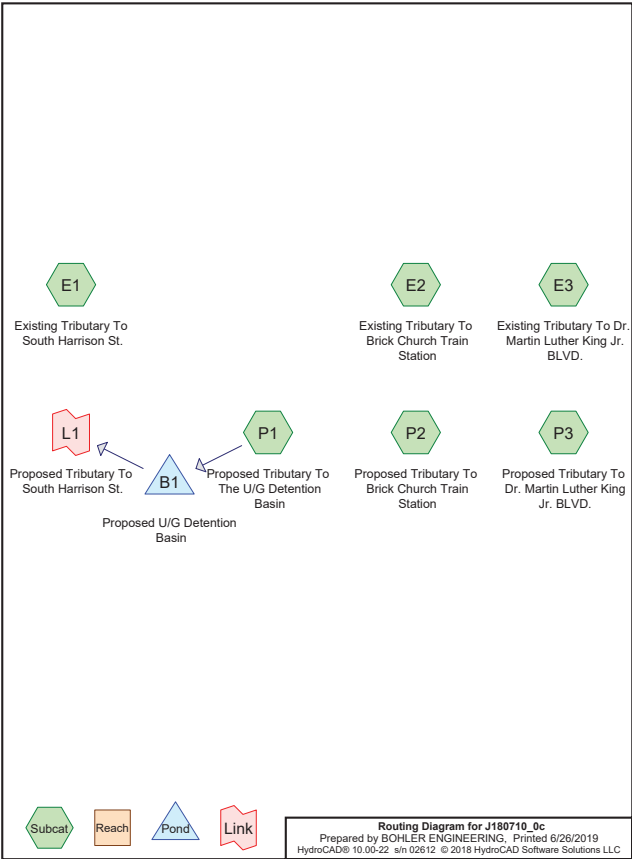 E1
Existing Tributary To
South Harrison St.
E2
Existing Tributary To
Brick Church Train
Station
E3
Existing Tributary To Dr.
Martin Luther King Jr.
BLVD.
L1
Proposed Tributary To
South Harrison St.
B1
Proposed U/G Detention
Basin
P1
Proposed Tributary To
The U/G Detention
Basin
P2
Proposed Tributary To
Brick Church Train
Station
P3
Proposed Tributary To
Dr. Martin Luther King
Jr. BLVD.
Subcat
Reach
Pond
Link
Routing Diagram for J180710_0c
Prepared by BOHLER ENGINEERING, Printed 6/26/2019
HydroCAD® 10.00-22 s/n 02612 © 2018 HydroCAD Software Solutions LLC